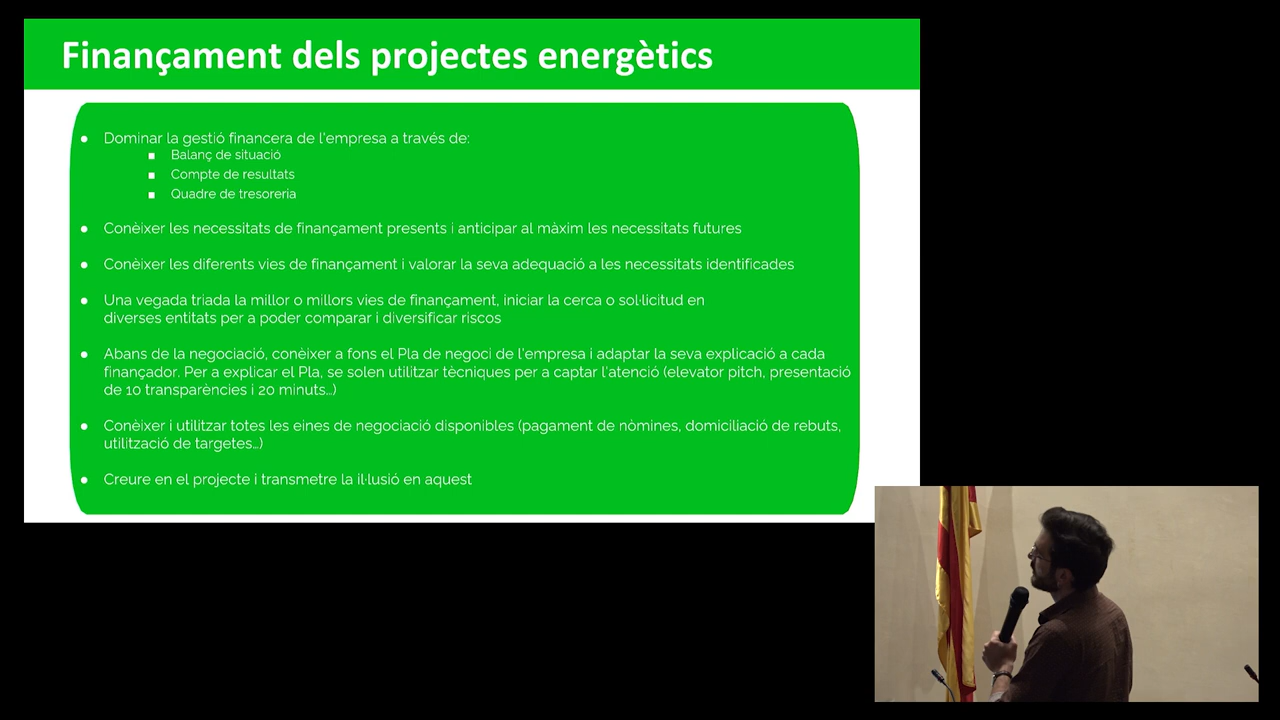 Finançament dels projectes energètics
● Dominar la gestió financera de l'empresa a través de:
■ Balanç de situació
■ Compte de resultats
■ Quadre de tresoreria
● Conèixer les necessitats de finançament presents i anticipar al màxim les necessitats futures
● Conèixer les diferents vies de finançament i valorar la seva adequació a les necessitats identificades
● Una vegada triada la millor o millors vies de finançament, iniciar la cerca o sol·licitud en
diverses entitats per a poder comparar i diversificar riscos
● Abans de la negociació, conèixer a fons el Pla de negoci de l'empresa i adaptar la seva explicació a cada
finançador. Per a explicar el Pla, se solen utilitzar tècniques per a captar l'atenció (elevator pitch, presentació
de 10 transparències i 20 minuts…)
● Conèixer i utilitzar totes les eines de negociació disponibles (pagament de nòmines, domiciliació de rebuts,
utilització de targetes…)
● Creure en el projecte i transmetre la il·lusió en aquest